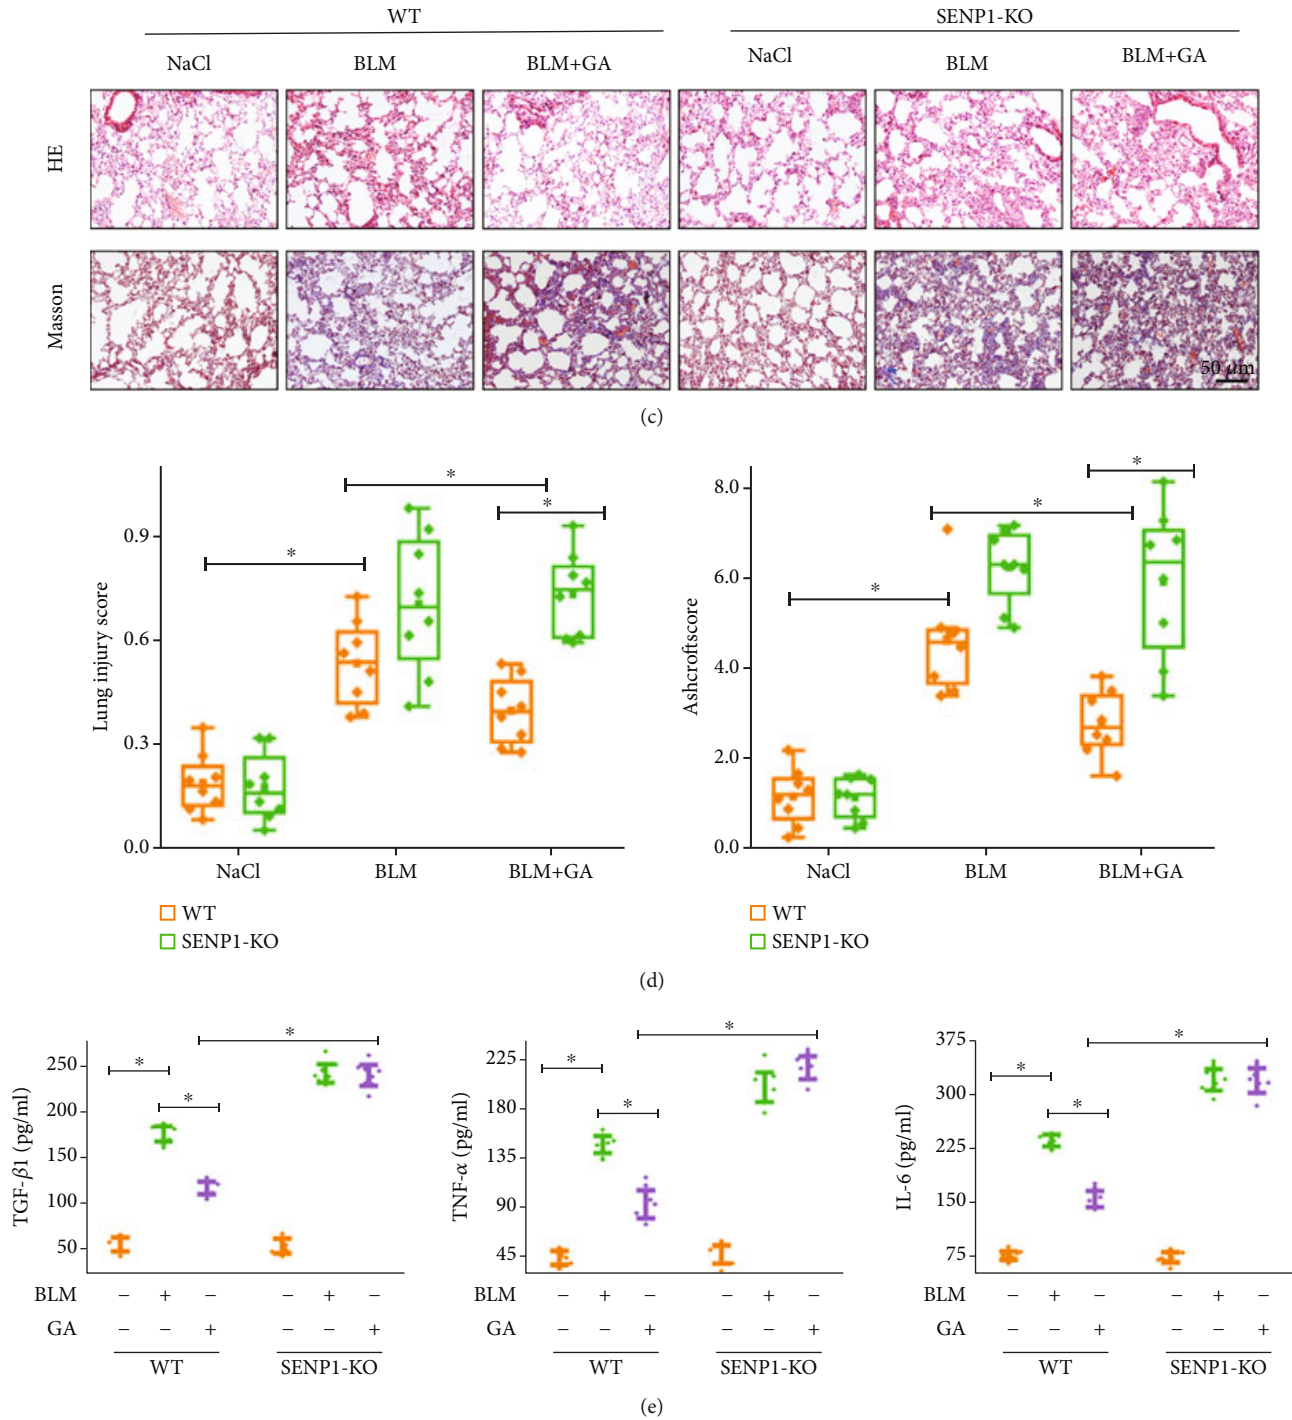 WT SENP1-KO
NaCl BLM BLM+GA NaCl BLM BLM+GA
HE
Masson
50 μm
(c)
Lung injury score
0.9
0.6
0.3
0.0
NaCl BLM BLM+GA
* * *
WT
SENP1-KO
Ashcroftscore
8.0
6.0
4.0
2.0
0.0
NaCl BLM BLM+GA
* * *
WT
SENP1-KO
(d)
TGF-β1 (pg/ml)
250
200
150
100
50
* * *
BLM − + − − + −
GA − − + − − +
WT SENP1-KO
TNF-α (pg/ml)
225
180
135
90
45
* * *
BLM − + − − + −
GA − − + − − +
WT SENP1-KO
IL-6 (pg/ml)
375
300
225
150
75
* * *
BLM − + − − + −
GA − − + − − +
WT SENP1-KO
(e)